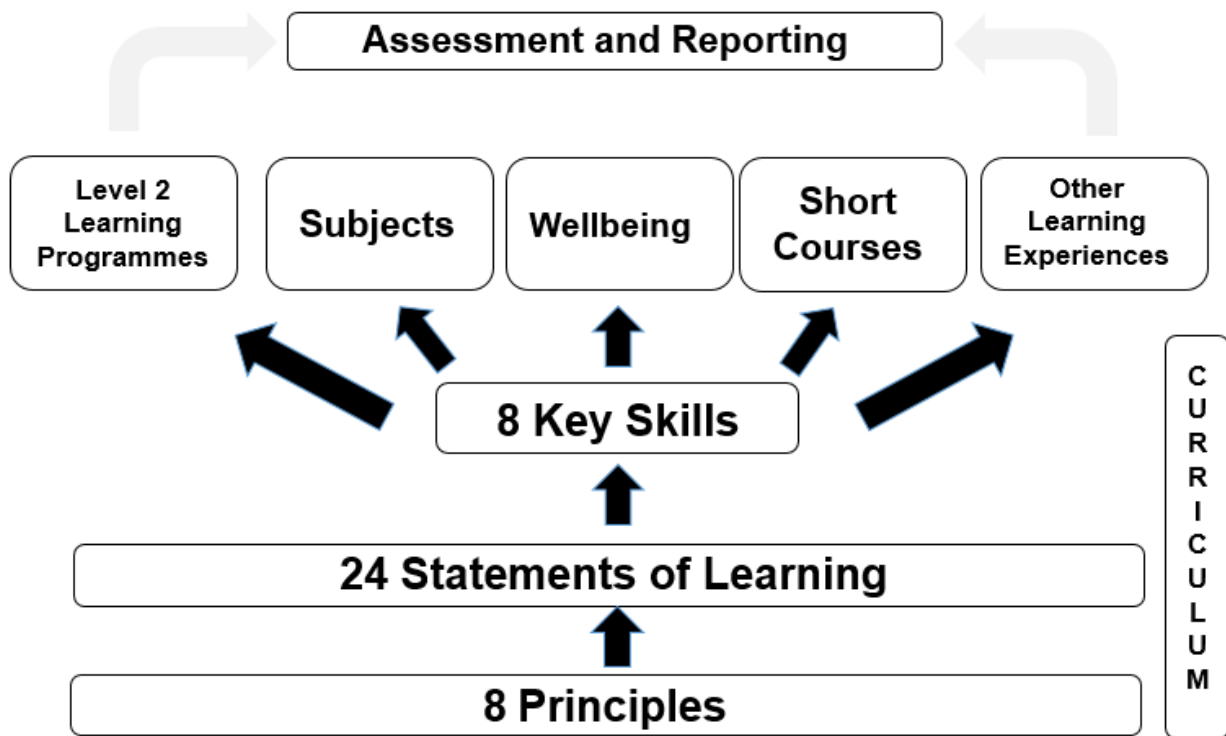 Assessment and Reporting
Level 2
Learning
Programmes
Subjects
Wellbeing
Short
Courses
Other
Learning
Experiences
8 Key Skills
24 Statements of Learning
8 Principles
C
U
R
R
I
C
U
L
U
M